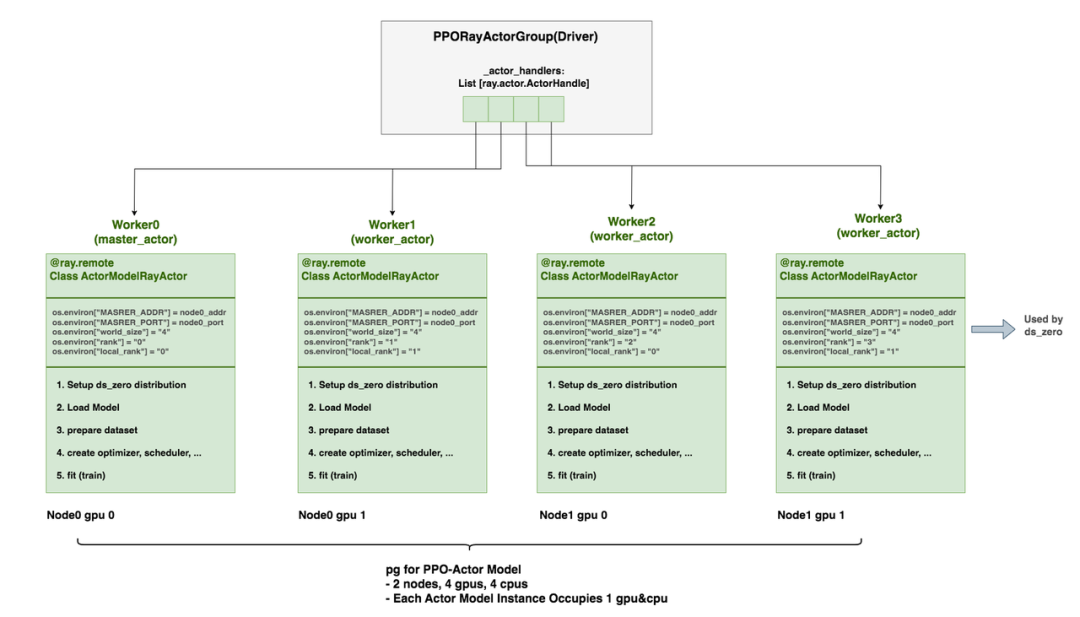 PPORayActorGroup(Driver)
_actor_handlers:
List [ray.actor.ActorHandle]
Worker0
(master_actor)
@ray.remote
Class ActorModelRayActor
os.environ["MASRER_ADDR"] = node0_addr
os.environ["MASRER_PORT"] = node0_port
os.environ["world_size"] = "4"
os.environ["rank"] = "0"
os.environ["local_rank"] = "0"
1. Setup ds_zero distribution
2. Load Model
3. prepare dataset
4. create optimizer, scheduler, ...
5. fit (train)
Node0 gpu 0
Worker1
(worker_actor)
@ray.remote
Class ActorModelRayActor
os.environ["MASRER_ADDR"] = node0_addr
os.environ["MASRER_PORT"] = node0_port
os.environ["world_size"] = "4"
os.environ["rank"] = "1"
os.environ["local_rank"] = "1"
1. Setup ds_zero distribution
2. Load Model
3. prepare dataset
4. create optimizer, scheduler, ...
5. fit (train)
Node0 gpu 1
Worker2
(worker_actor)
@ray.remote
Class ActorModelRayActor
os.environ["MASRER_ADDR"] = node0_addr
os.environ["MASRER_PORT"] = node0_port
os.environ["world_size"] = "4"
os.environ["rank"] = "2"
os.environ["local_rank"] = "0"
1. Setup ds_zero distribution
2. Load Model
3. prepare dataset
4. create optimizer, scheduler, ...
5. fit (train)
Node1 gpu 0
Worker3
(worker_actor)
@ray.remote
Class ActorModelRayActor
os.environ["MASRER_ADDR"] = node0_addr
os.environ["MASRER_PORT"] = node0_port
os.environ["world_size"] = "4"
os.environ["rank"] = "3"
os.environ["local_rank"] = "1"
1. Setup ds_zero distribution
2. Load Model
3. prepare dataset
4. create optimizer, scheduler, ...
5. fit (train)
Node1 gpu 1
Used by
ds_zero
pg for PPO-Actor Model
- 2 nodes, 4 gpus, 4 cpus
- Each Actor Model Instance Occupies 1 gpu&cpu